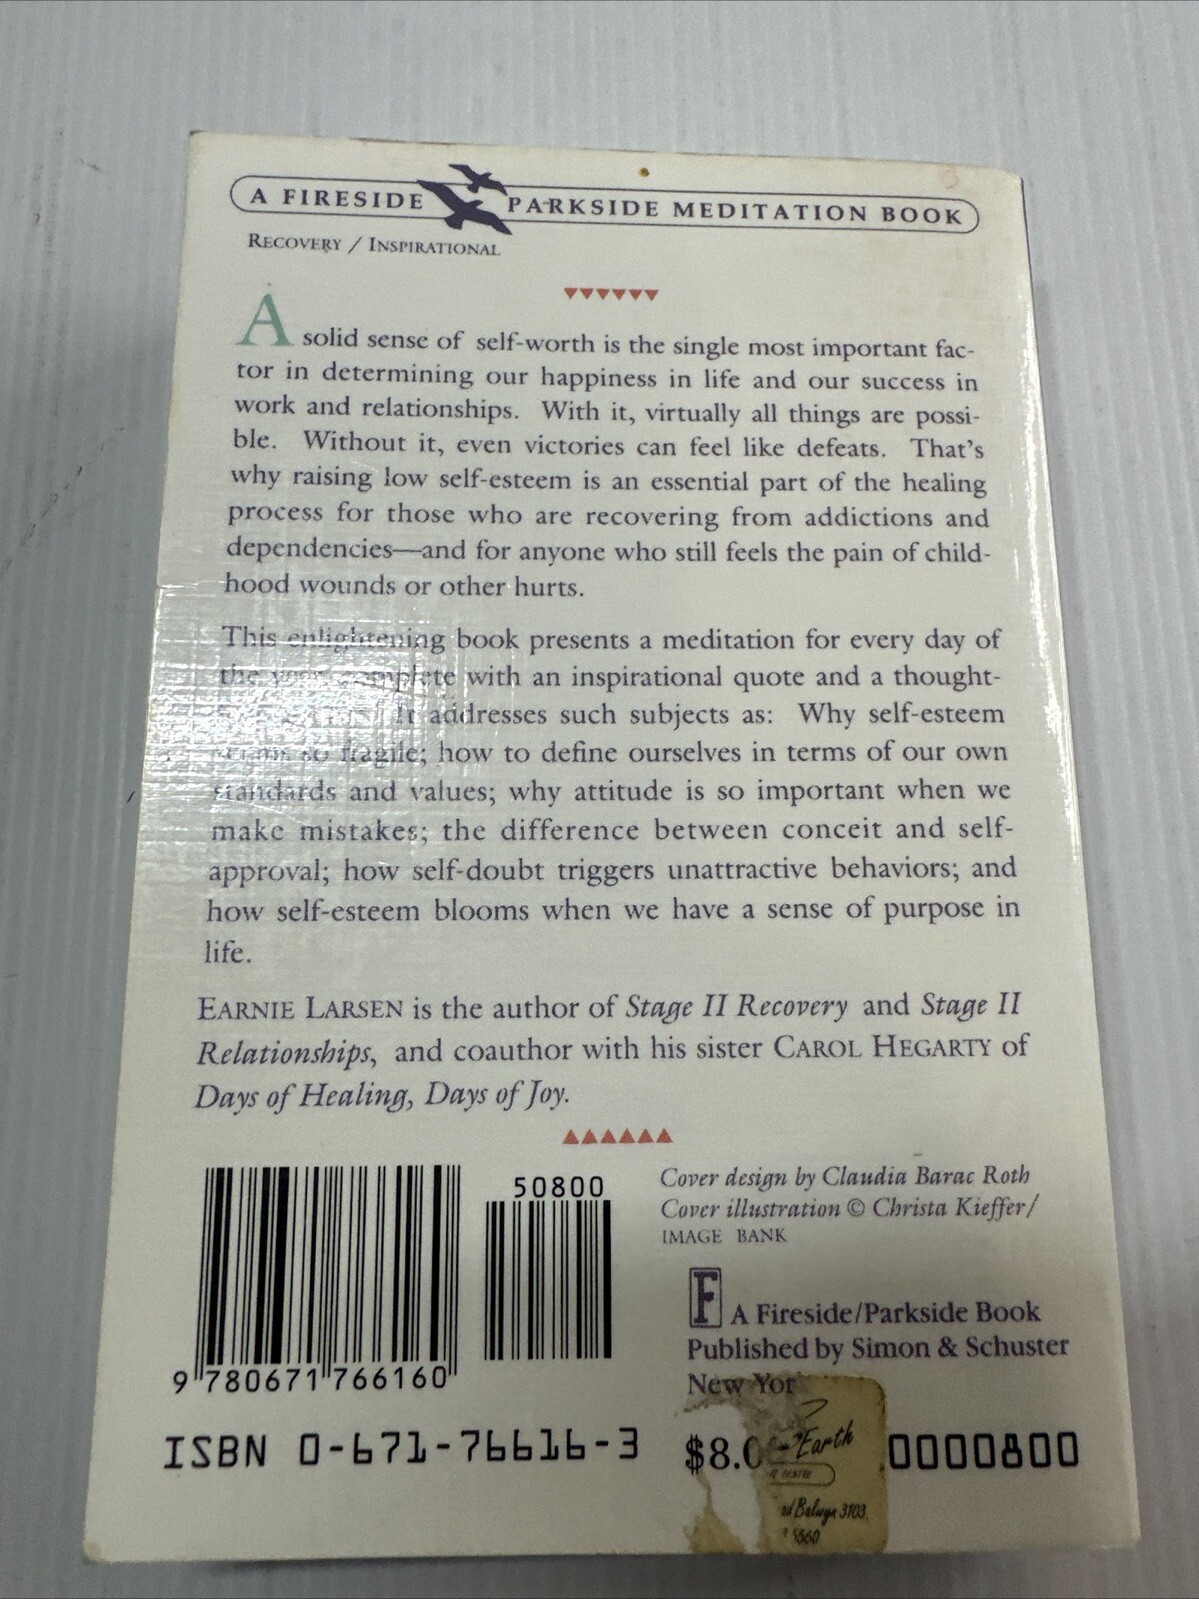 A FIRESIDE PARKSIDE MEDITATION BOOK
RECOVERY / INSPIRATIONAL
A solid sense of self-worth is the single most important fac-
tor in determining our happiness in life and our success in
work and relationships. With it, virtually all things are possi-
ble. Without it, even victories can feel like defeats. That's
why raising low self-esteem is an essential part of the healing
process for those who are recovering from addictions and
dependencies—and for anyone who still feels the pain of child-
hood wounds or other hurts.
This enlightening book presents a meditation for every day of
the year, complete with an inspirational quote and a thought-
It addresses such subjects as: Why self-esteem
so fragile; how to define ourselves in terms of our own
standards and values; why attitude is so important when we
make mistakes; the difference between conceit and self-
approval; how self-doubt triggers unattractive behaviors; and
how self-esteem blooms when we have a sense of purpose in
life.
EARNIE LARSEN is the author of Stage II Recovery and Stage II
Relationships, and coauthor with his sister CAROL HEGARTY of
Days of Healing, Days of Joy.
50800
9 780671 766160
ISBN 0-671-76616-3
Cover design by Claudia Barac Roth
Cover illustration © Christa Kieffer/
IMAGE BANK
F A Fireside/Parkside Book
Published by Simon & Schuster
New Yor
$8.0
Earth
Balwyn 3103
0000800